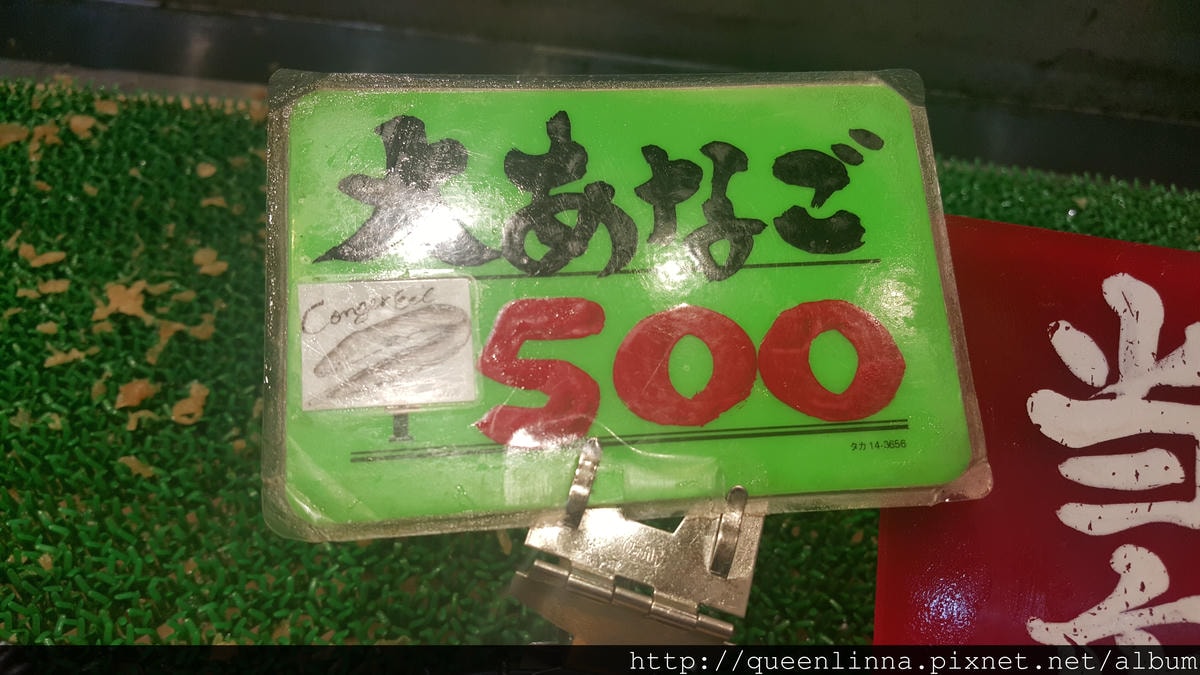 大あなご
Conger Eel
500
タカ 14-3656
http://queenlinna.pixnet.net/album